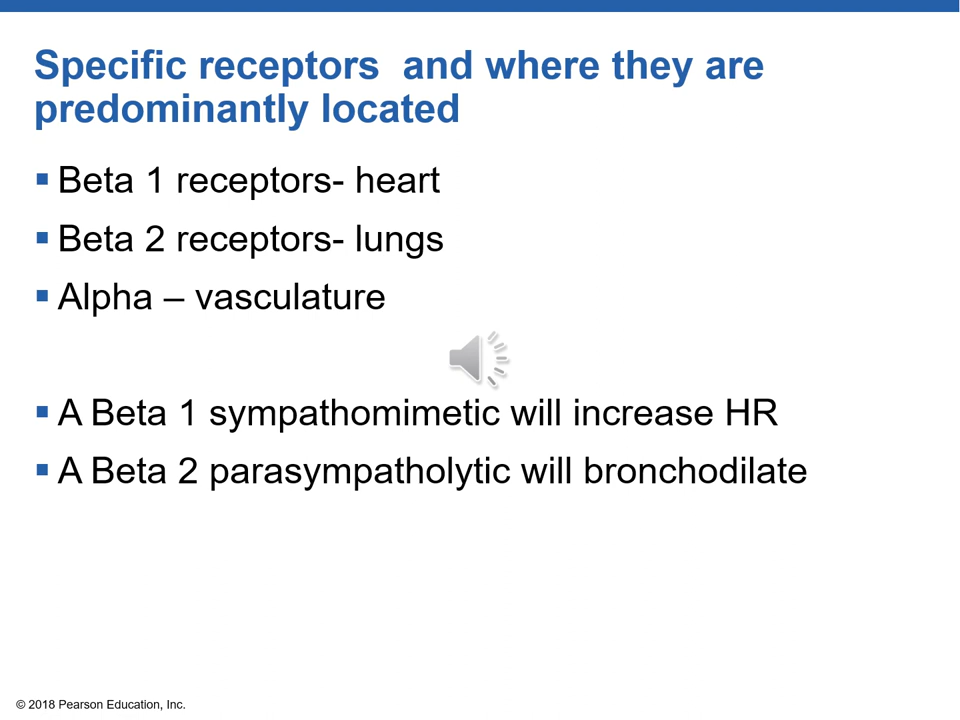 Specific receptors  and where they are
predominantly located
▪ Beta 1 receptors- heart
▪ Beta 2 receptors- lungs
▪ Alpha – vasculature
▪ A Beta 1 sympathomimetic will increase HR
▪ A Beta 2 parasympatholytic will bronchodilate
© 2018 Pearson Education, Inc.